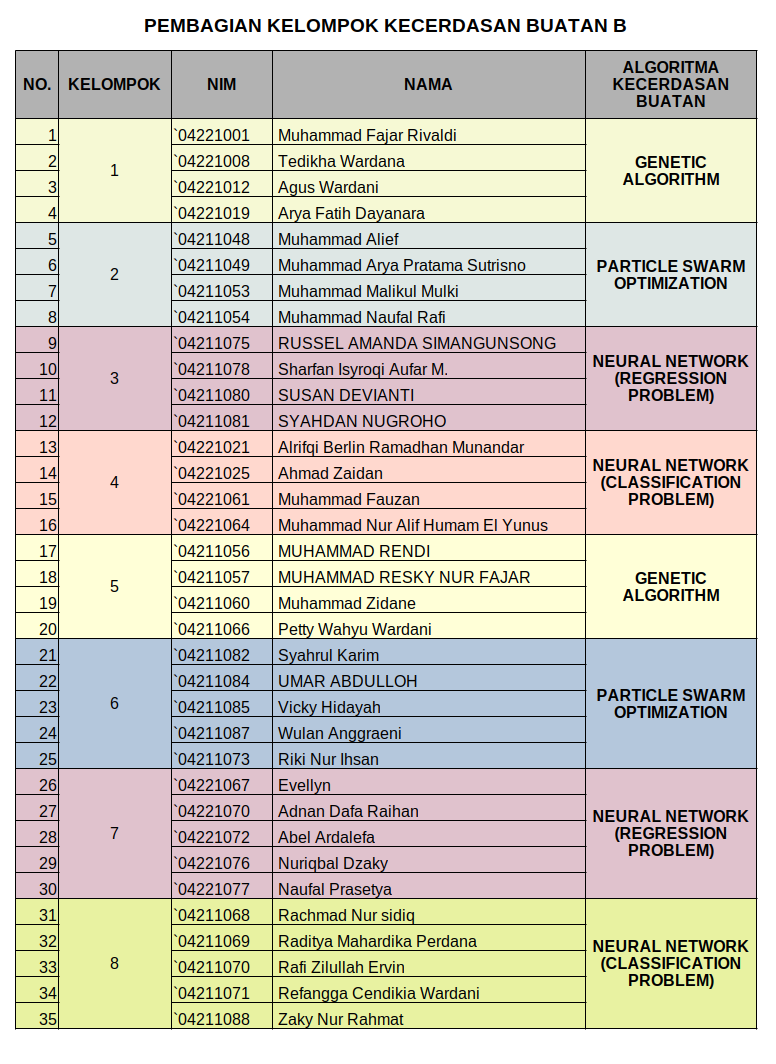 PEMBAGIAN KELOMPOK KECERDASAN BUATAN B
NO. KELOMPOK NIM NAMA ALGORITMA KECERDASAN BUATAN
1 1 `04221001 Muhammad Fajar Rivaldi GENETIC ALGORITHM
2 `04221008 Tedikha Wardana
3 `04221012 Agus Wardani
4 `04221019 Arya Fatih Dayanara
5 2 `04211048 Muhammad Alief PARTICLE SWARM OPTIMIZATION
6 `04211049 Muhammad Arya Pratama Sutrisno
7 `04211053 Muhammad Malikul Mulki
8 `04211054 Muhammad Naufal Rafi
9 3 `04211075 RUSSEL AMANDA SIMANGUNSONG NEURAL NETWORK (REGRESSION PROBLEM)
10 `04211078 Sharfan Isyroqi Aufar M.
11 `04211080 SUSAN DEVIANTI
12 `04211081 SYAHDAN NUGROHO
13 4 `04221021 Alrifqi Berlin Ramadhan Munandar NEURAL NETWORK (CLASSIFICATION PROBLEM)
14 `04221025 Ahmad Zaidan
15 `04221061 Muhammad Fauzan
16 `04221064 Muhammad Nur Alif Humam El Yunus
17 5 `04211056 MUHAMMAD RENDI GENETIC ALGORITHM
18 `04211057 MUHAMMAD RESKY NUR FAJAR
19 `04211060 Muhammad Zidane
20 `04211066 Petty Wahyu Wardani
21 6 `04211082 Syahrul Karim PARTICLE SWARM OPTIMIZATION
22 `04211084 UMAR ABDULLOH
23 `04211085 Vicky Hidayah
24 `04211087 Wulan Anggraeni
25 `04211073 Riki Nur Ihsan
26 7 `04221067 Evellyn NEURAL NETWORK (REGRESSION PROBLEM)
27 `04221070 Adnan Dafa Raihan
28 `04221072 Abel Ardalefa
29 `04221076 Nuriqbal Dzaky
30 `04221077 Naufal Prasetya
31 8 `04211068 Rachmad Nur sidiq NEURAL NETWORK (CLASSIFICATION PROBLEM)
32 `04211069 Raditya Mahardika Perdana
33 `04211070 Rafi Zilullah Ervin
34 `04211071 Refangga Cendikia Wardani
35 `04211088 Zaky Nur Rahmat